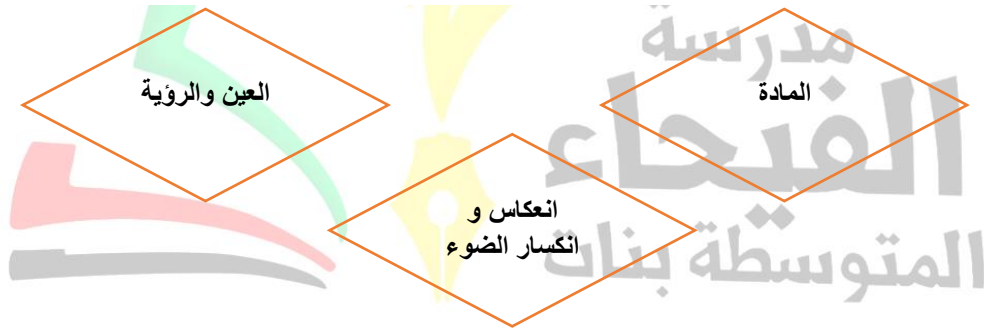 مدرسة
الفيحاء
المتوسطة بنات
المادة
العين والرؤية
انعكاس و
انكسار الضوء